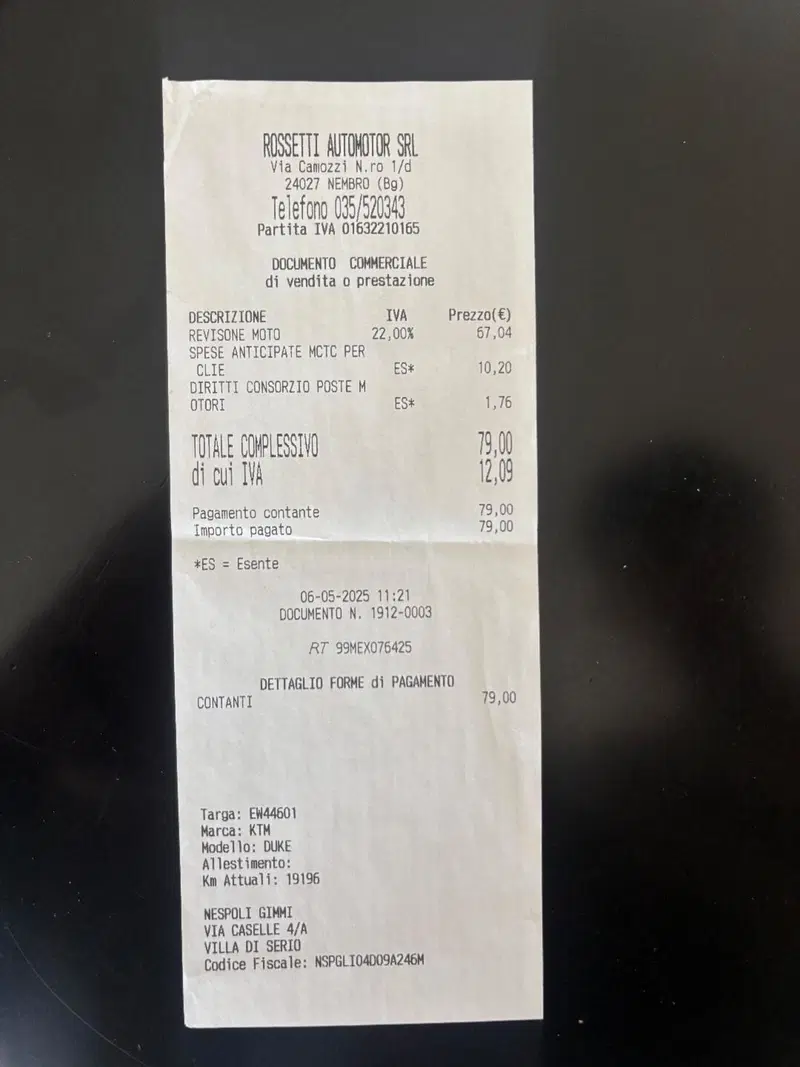 ROSSETTI AUTOMOTOR SRL
Via Camozzi N.ro 1/d
24027 NEMBRO (Bg)
Telefono 035/520343
Partita IVA 01632210165
DOCUMENTO COMMERCIALE
di vendita o prestazione
DESCRIZIONE IVA Prezzo(€)
REVISONE MOTO 22,00% 67,04
SPESE ANTICIPATE MCTC PER
CLIE ES* 10,20
DIRITTI CONSORZIO POSTE M
OTORI ES* 1,76
TOTALE COMPLESSIVO 79,00
di cui IVA 12,09
Pagamento contante 79,00
Importo pagato 79,00
*ES = Esente
06-05-2025 11:21
DOCUMENTO N. 1912-0003
RT 99MEX076425
DETTAGLIO FORME di PAGAMENTO
CONTANTI 79,00
Targa: EW44601
Marca: KTM
Modello: DUKE
Allestimento:
Km Attuali: 19196
NESPOLI GIMMI
VIA CASELLE 4/A
VILLA DI SERIO
Codice Fiscale: NSPGLI04D09A246M